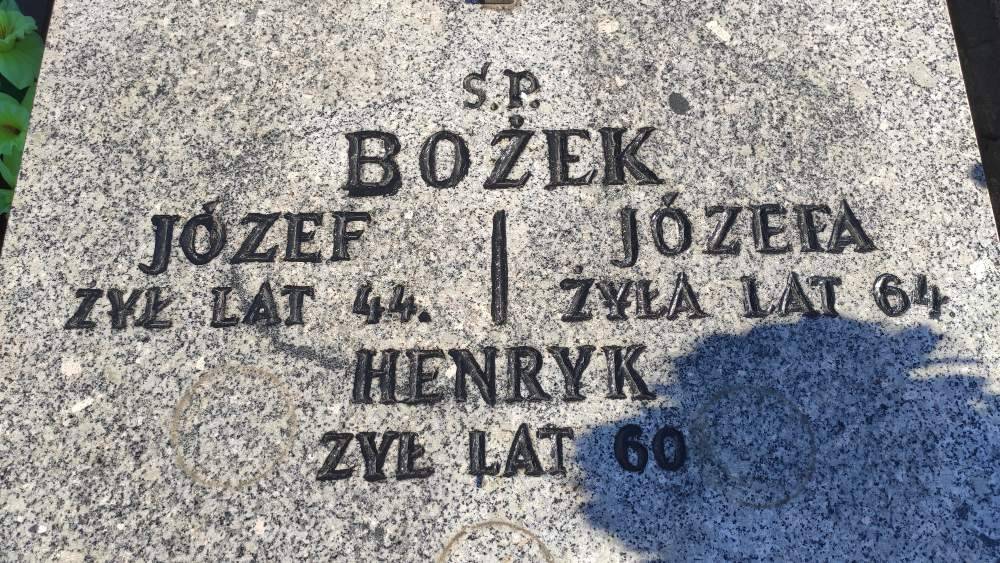 Ś.P.
BOŻEK
JÓZEF | JÓZEFA
ŻYŁ LAT 44. | ŻYŁA LAT 64.
HENRYK
ŻYŁ LAT 60